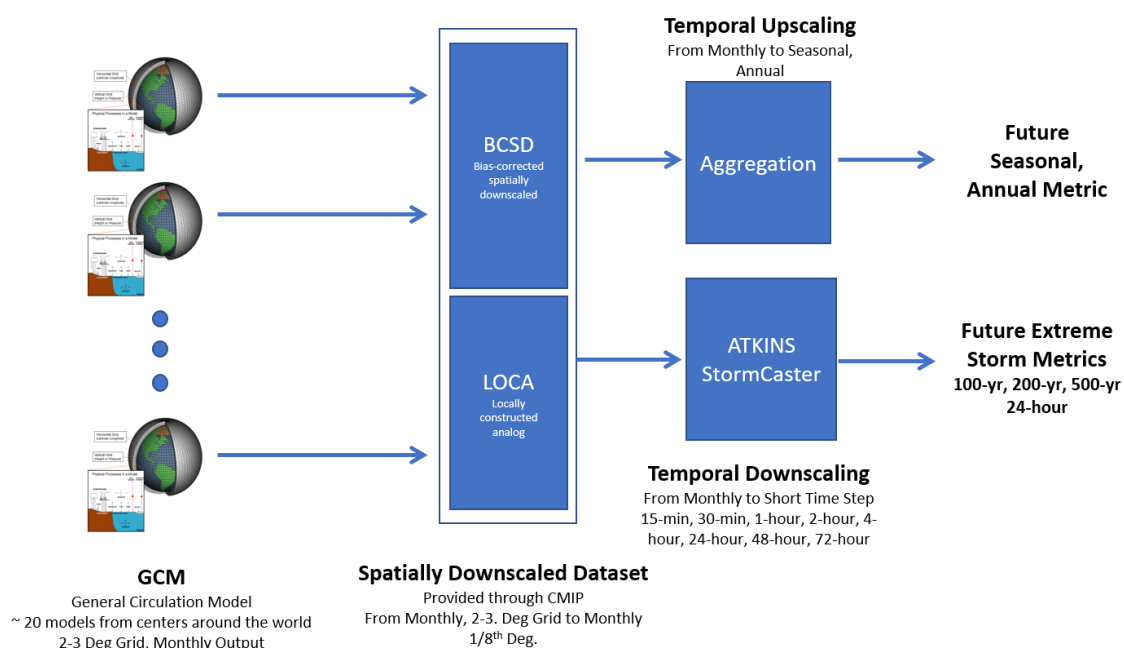 Temporal Upscaling
From Monthly to Seasonal,
Annual
BCSD
Bias-corrected
spatially
downscaled
Aggregation
Future
Seasonal,
Annual Metric
LOCA
Locally
constructed
analog
ATKINS
StormCaster
Future Extreme
Storm Metrics
100-yr, 200-yr, 500-yr
24-hour
Temporal Downscaling
From Monthly to Short Time Step
15-min, 30-min, 1-hour, 2-hour, 4-
hour, 24-hour, 48-hour, 72-hour
GCM
General Circulation Model
~ 20 models from centers around the world
2-3 Deg Grid, Monthly Output
Spatially Downscaled Dataset
Provided through CMIP
From Monthly, 2-3. Deg Grid to Monthly
1/8th Deg.